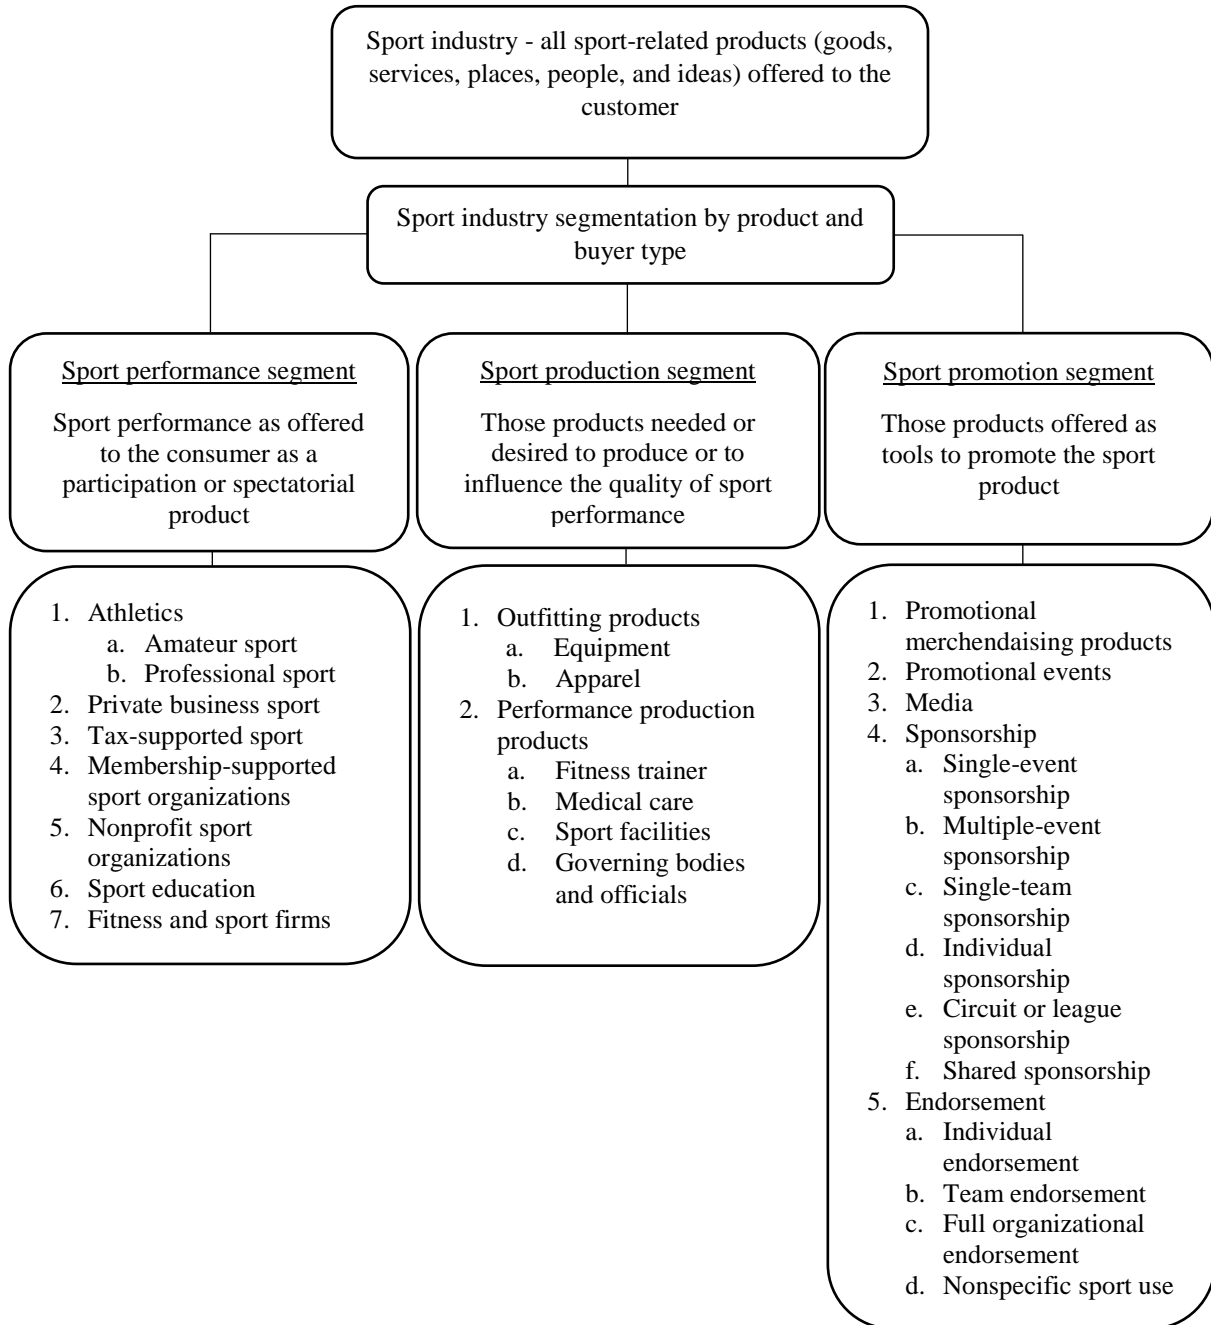 Sport industry - all sport-related products (goods,
services, places, people, and ideas) offered to the
customer
Sport industry segmentation by product and
buyer type
Sport performance segment
Sport performance as offered
to the consumer as a
participation or spectatorial
product
Sport production segment
Those products needed or
desired to produce or to
influence the quality of sport
performance
Sport promotion segment
Those products offered as
tools to promote the sport
product
1. Athletics
a. Amateur sport
b. Professional sport
2. Private business sport
3. Tax-supported sport
4. Membership-supported
sport organizations
5. Nonprofit sport
organizations
6. Sport education
7. Fitness and sport firms
1. Outfitting products
a. Equipment
b. Apparel
2. Performance production
products
a. Fitness trainer
b. Medical care
c. Sport facilities
d. Governing bodies
and officials
1. Promotional
merchendaising products
2. Promotional events
3. Media
4. Sponsorship
a. Single-event
sponsorship
b. Multiple-event
sponsorship
c. Single-team
sponsorship
d. Individual
sponsorship
e. Circuit or league
sponsorship
f. Shared sponsorship
5. Endorsement
a. Individual
endorsement
b. Team endorsement
c. Full organizational
endorsement
d. Nonspecific sport use